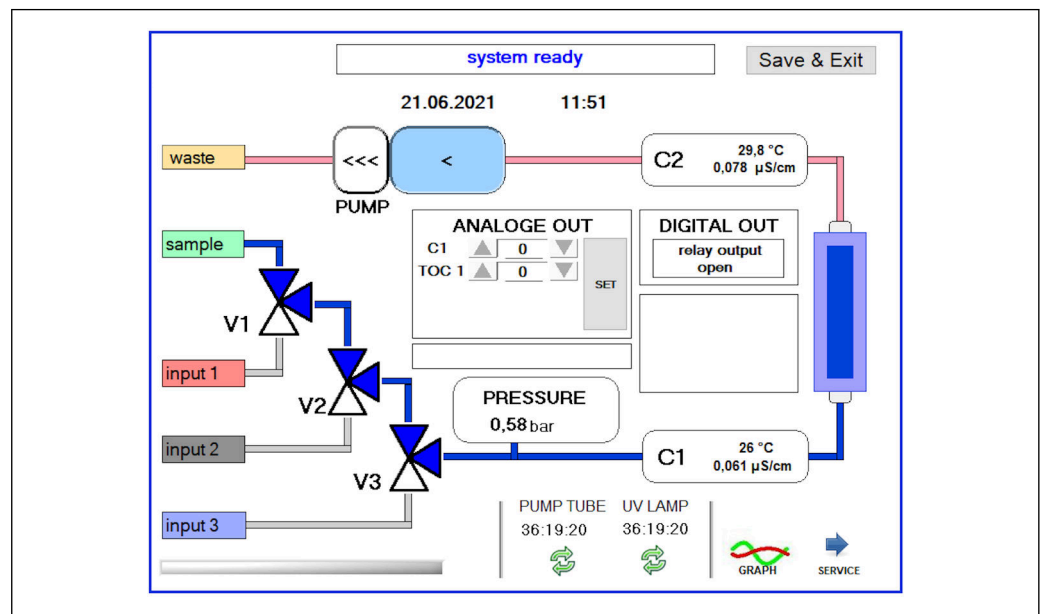 system ready
Save & Exit
21.06.2021 11:51
waste
<<<
<
C2
29,8 °C
0,078 µS/cm
PUMP
sample
ANALOGE OUT
C1 0
TOC 1 0
SET
DIGITAL OUT
relay output
open
V1
input 1
V2
PRESSURE
0,58 bar
input 2
V3
C1
26 °C
0,061 µS/cm
input 3
PUMP TUBE UV LAMP
36:19:20 36:19:20
GRAPH
SERVICE